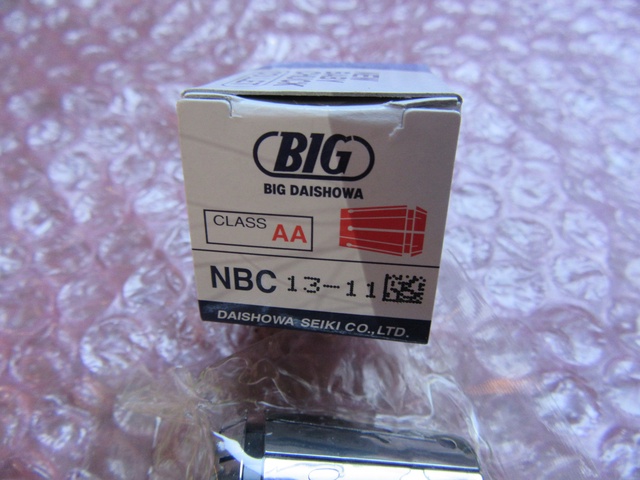 BIG
BIG DAISHOWA
CLASS AA
NBC 13-11
DAISHOWA SEIKI CO.,LTD.